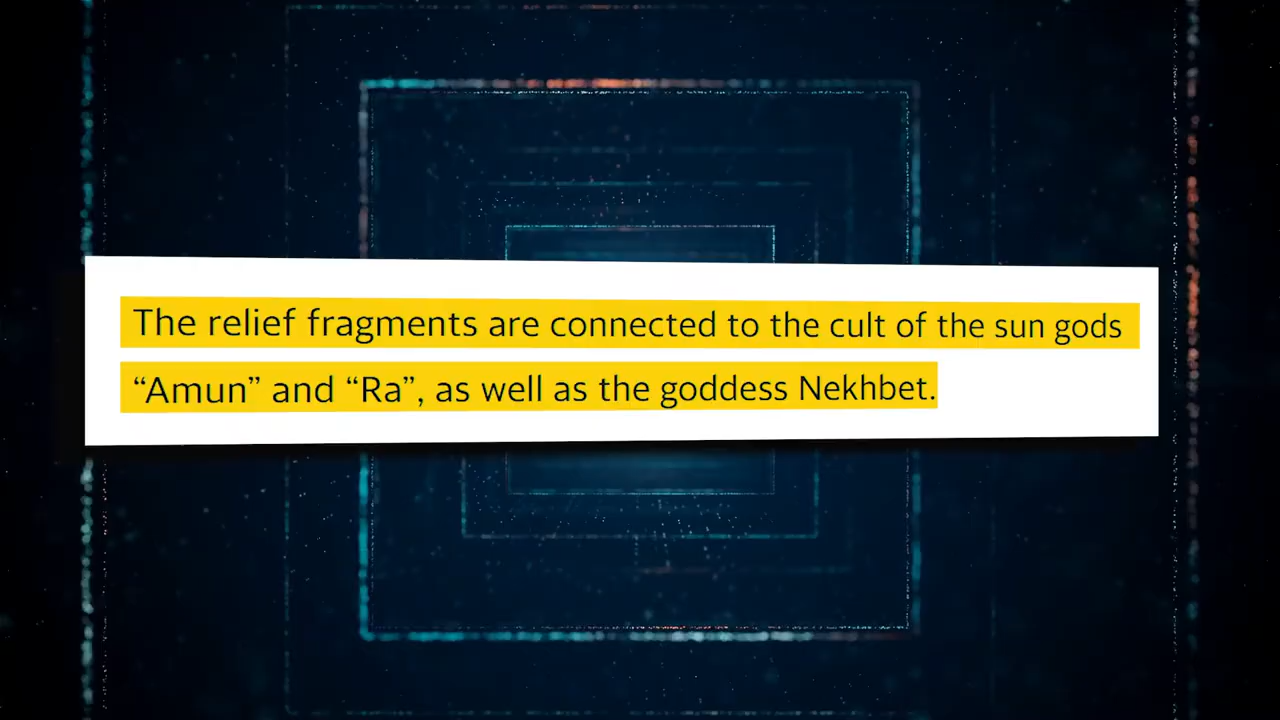 The relief fragments are connected to the cult of the sun gods
“Amun” and “Ra”, as well as the goddess Nekhbet.